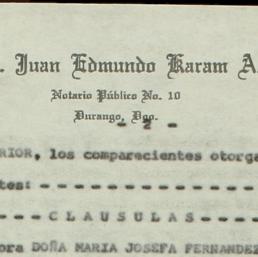 . Juan Edmundo Karam A
Notario Público No. 10
Durango, Dgo.
- 2 -
RIOR, los comparecientes otorga
tes: - - - - - - - - - - - - - -
- - - C L A U S U L A S - - - -
ora DOÑA MARIA JOSEFA FERNANDEZ